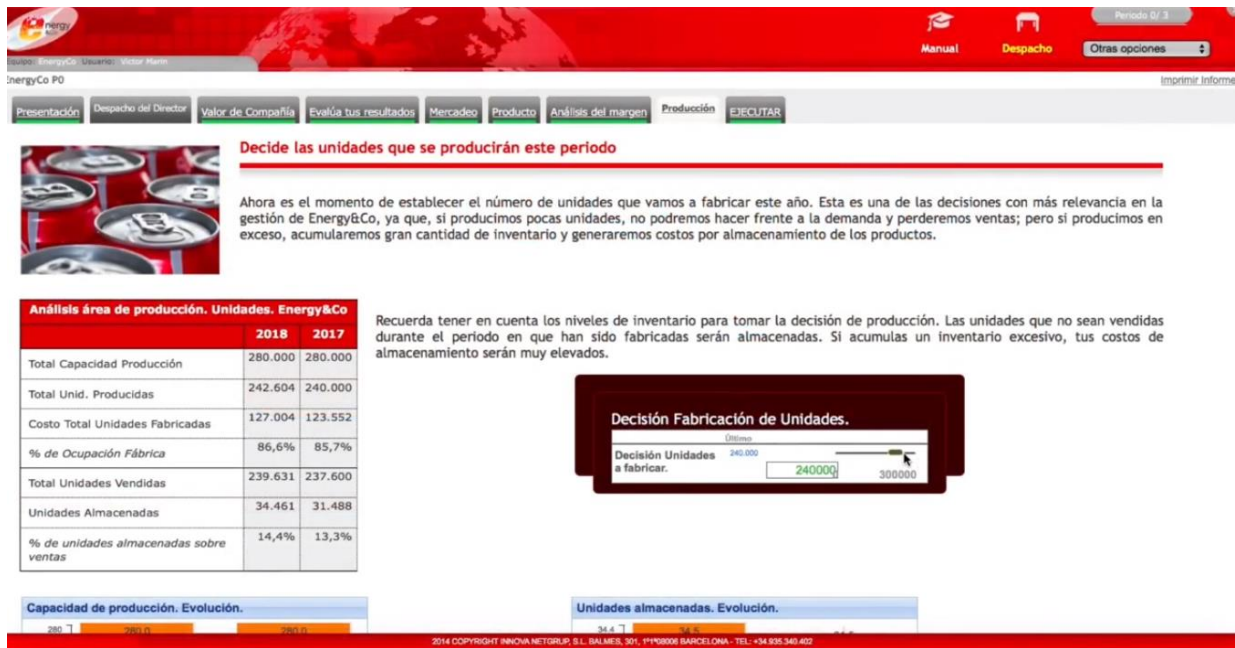 energy
Manual
Despacho
Periodo 0/ 3
Otras opciones
Equipo: EnergyCo Usuario: Victor Marin
EnergyCo P0
Imprimir Informe
Presentación Despacho del Director Valor de Compañía Evalúa tus resultados Mercadeo Producto Análisis del margen Producción EJECUTAR
Decide las unidades que se producirán este periodo
Ahora es el momento de establecer el número de unidades que vamos a fabricar este año. Esta es una de las decisiones con más relevancia en la
gestión de Energy&Co, ya que, si producimos pocas unidades, no podremos hacer frente a la demanda y perderemos ventas; pero si producimos en
exceso, acumularemos gran cantidad de inventario y generaremos costos por almacenamiento de los productos.
Análisis área de producción. Unidades. Energy&Co
2018 2017
Total Capacidad Producción 280.000 280.000
Total Unid. Producidas 242.604 240.000
Costo Total Unidades Fabricadas 127.004 123.552
% de Ocupación Fábrica 86,6% 85,7%
Total Unidades Vendidas 239.631 237.600
Unidades Almacenadas 34.461 31.488
% de unidades almacenadas sobre 14,4% 13,3%
ventas
Recuerda tener en cuenta los niveles de inventario para tomar la decisión de producción. Las unidades que no sean vendidas
durante el periodo en que han sido fabricadas serán almacenadas. Si acumulas un inventario excesivo, tus costos de
almacenamiento serán muy elevados.
Decisión Fabricación de Unidades.
Último
Decisión Unidades 240.000
a fabricar. 240000 300000
Capacidad de producción. Evolución.
280 280.0 280.0
Unidades almacenadas. Evolución.
34.4 34.5
2014 COPYRIGHT INNOVA NETGRUP, S.L. BALMES, 301, 1º1ª08006 BARCELONA - TEL: +34.935.340.402